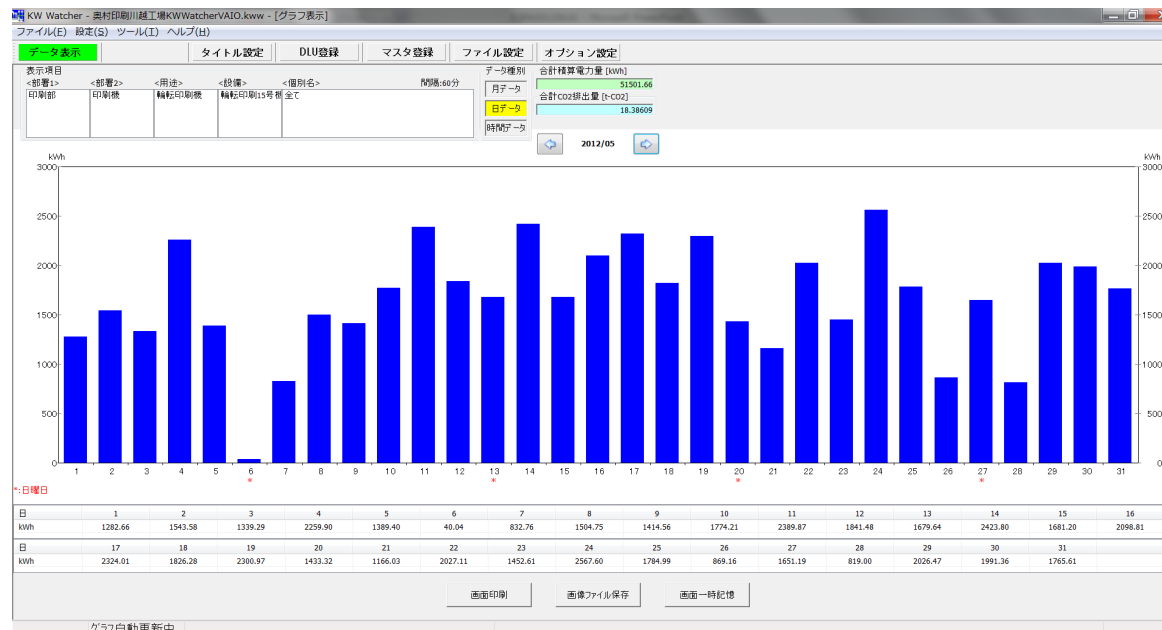 KW Watcher - 奥村印刷川越工場KWWatcherVAIO.kww - [グラフ表示]
ファイル(F) 設定(S) ツール(T) ヘルプ(H)
データ表示 タイトル設定 DLU登録 マスタ登録 ファイル設定 オプション設定
表示項目 データ種別 合計積算電力量 [kWh]
<部署1> <部署2> <用途> <設備> <個別名> 間隔:60分
51501.66
印刷部 印刷機 輪転印刷機 輪転印刷15号機 全て
月データ
合計CO2排出量 [t-CO2]
日データ
18.38609
時間データ
2012/05
kWh kWh
3000 3000
2500 2500
2000 2000
1500 1500
1000 1000
500 500
0 0
1 2 3 4 5 6 7 8 9 10 11 12 13 14 15 16 17 18 19 20 21 22 23 24 25 26 27 28 29 30 31
* * * *
*:日曜日
日 1 2 3 4 5 6 7 8 9 10 11 12 13 14 15 16
kWh 1282.66 1543.58 1339.29 2259.90 1389.40 40.04 832.76 1504.75 1414.56 1774.21 2389.87 1841.48 1679.64 2423.80 1681.20 2098.81
日 17 18 19 20 21 22 23 24 25 26 27 28 29 30 31
kWh 2324.01 1826.28 2300.97 1433.32 1166.03 2027.11 1452.61 2567.60 1784.99 869.16 1651.19 819.00 2026.47 1991.36 1765.61
画面印刷 画像ファイル保存 画面一時記憶
グラフ自動更新中